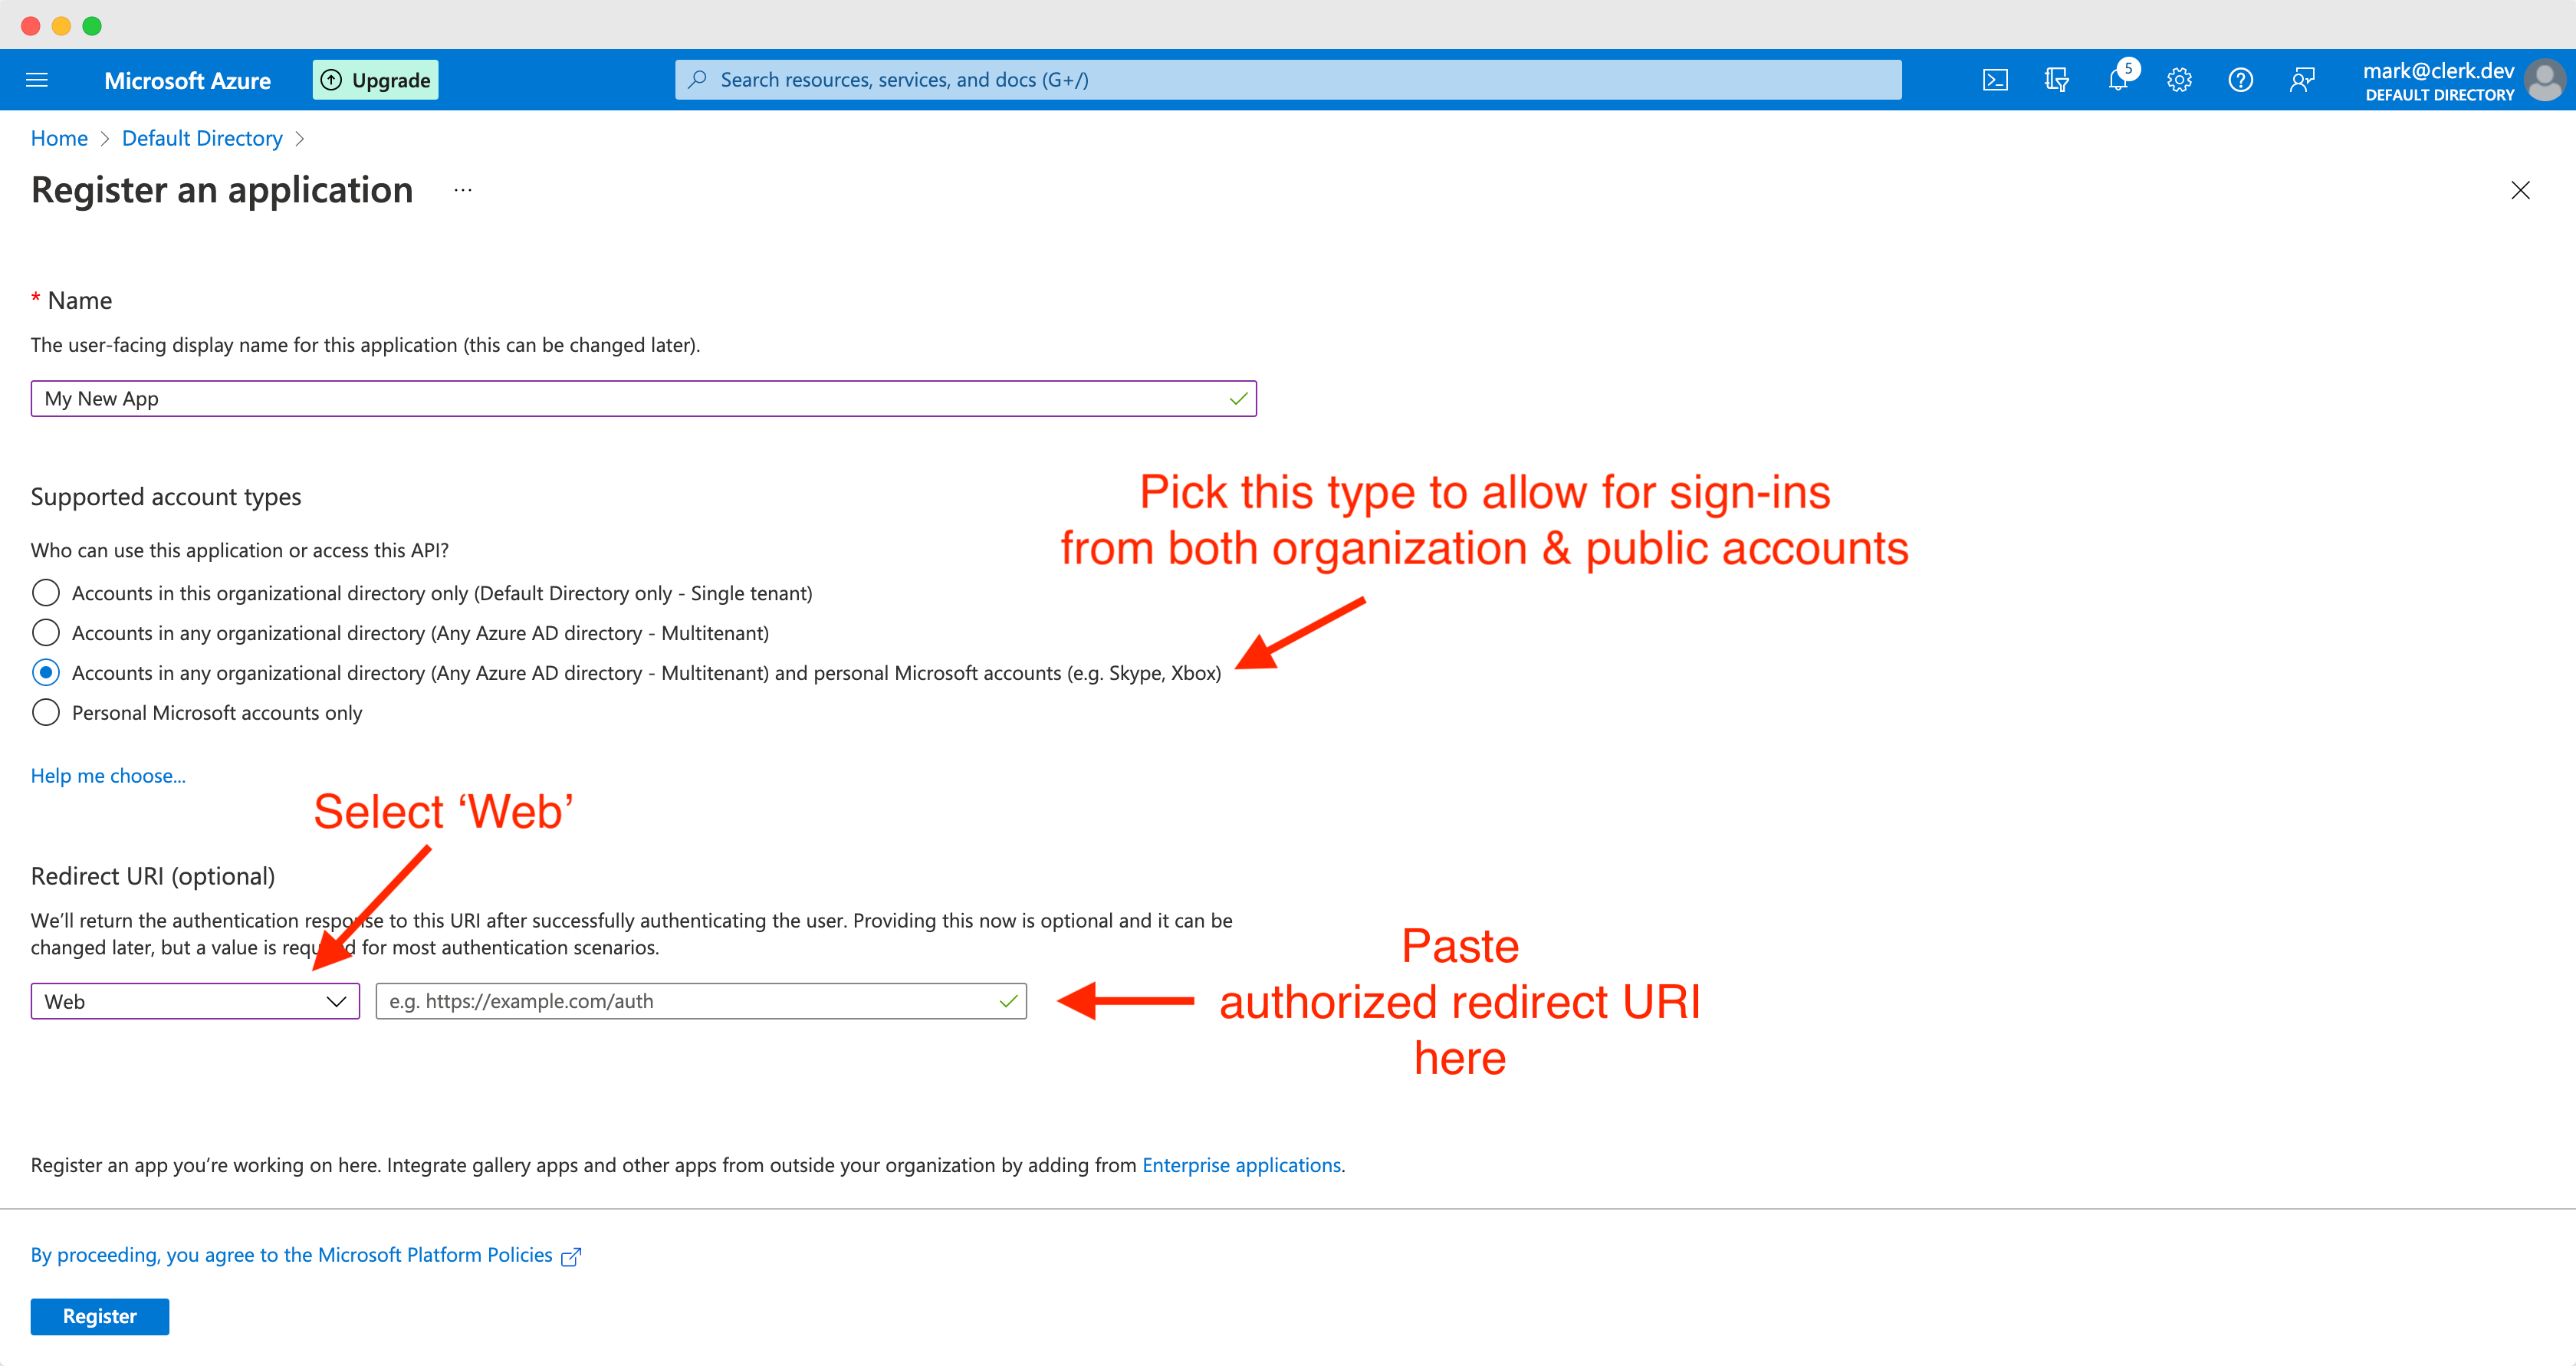 Microsoft Azure
Upgrade
Search resources, services, and docs (G+/)
5
mark@clerk.dev
DEFAULT DIRECTORY
Home > Default Directory >
Register an application ...
* Name
The user-facing display name for this application (this can be changed later).
My New App
Pick this type to allow for sign-ins
from both organization & public accounts
Supported account types
Who can use this application or access this API?
Accounts in this organizational directory only (Default Directory only - Single tenant)
Accounts in any organizational directory (Any Azure AD directory - Multitenant)
Accounts in any organizational directory (Any Azure AD directory - Multitenant) and personal Microsoft accounts (e.g. Skype, Xbox)
Personal Microsoft accounts only
Help me choose...
Select ‘Web’
Redirect URI (optional)
We’ll return the authentication response to this URI after successfully authenticating the user. Providing this now is optional and it can be
changed later, but a value is required for most authentication scenarios.
Web
e.g. https://example.com/auth
Paste
authorized redirect URI
here
Register an app you’re working on here. Integrate gallery apps and other apps from outside your organization by adding from Enterprise applications.
By proceeding, you agree to the Microsoft Platform Policies
Register